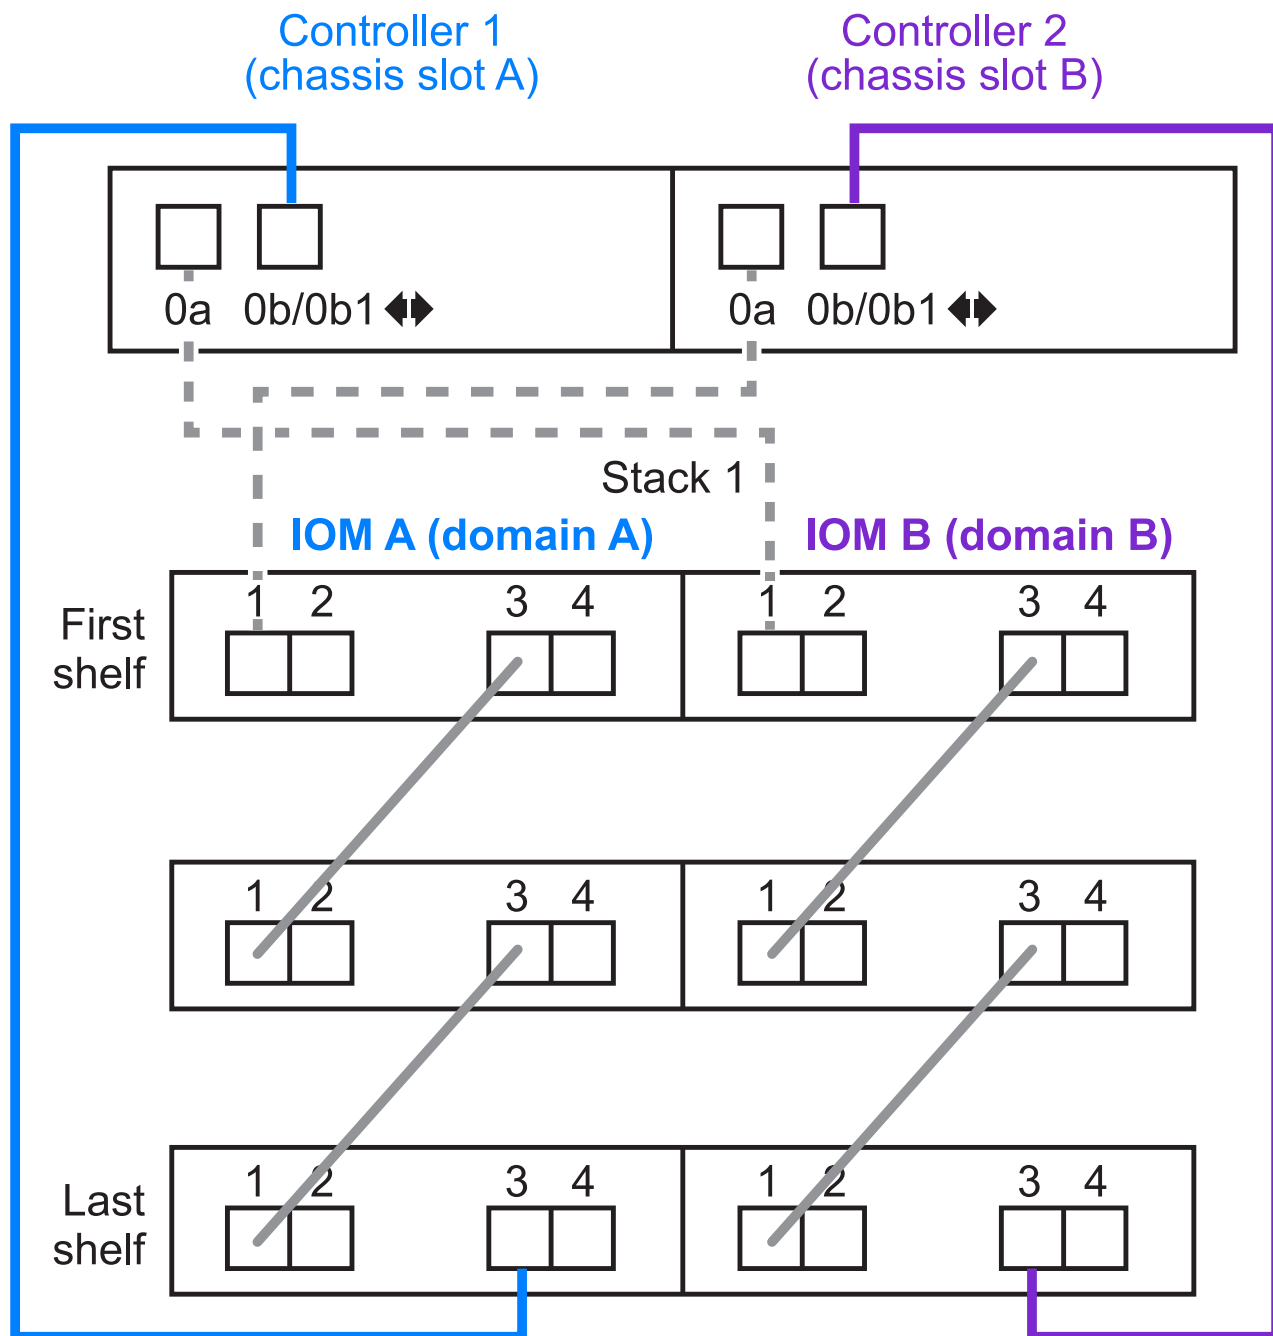 Controller 1
(chassis slot A)
Controller 2
(chassis slot B)
0a 0b/0b1
0a 0b/0b1
Stack 1
IOM A (domain A)
IOM B (domain B)
First
shelf
1 2 3 4
1 2 3 4
1 2 3 4
1 2 3 4
Last
shelf
1 2 3 4
1 2 3 4